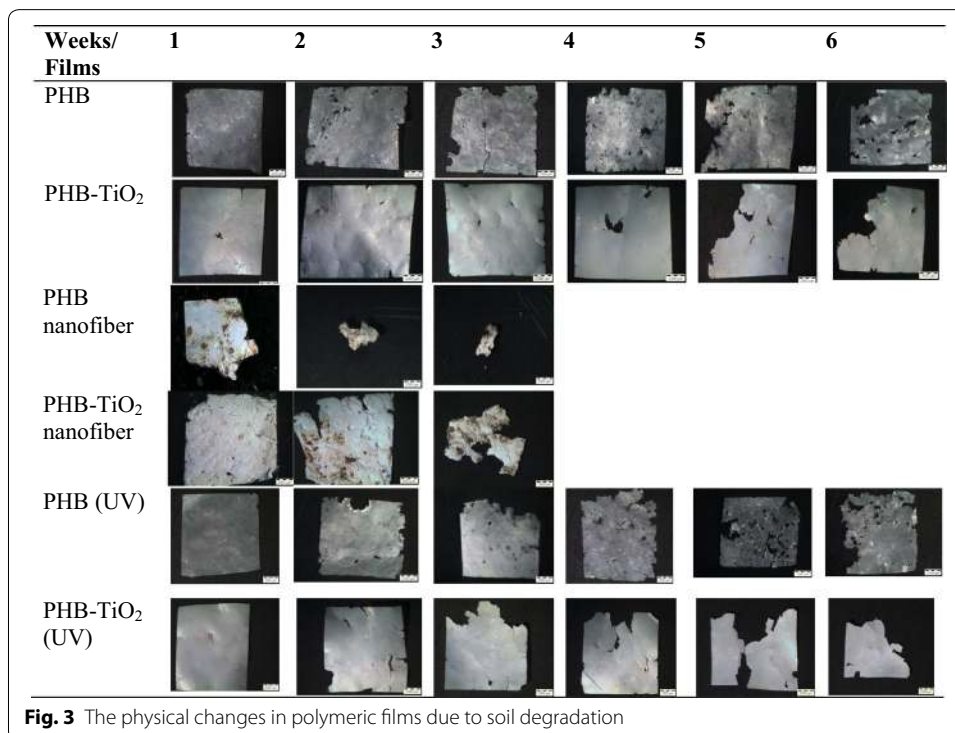 Weeks/ 1 2 3 4 5 6
Films
PHB
PHB-TiO₂
PHB
nanofiber
PHB-TiO₂
nanofiber
PHB (UV)
PHB-TiO₂
(UV)
Fig. 3 The physical changes in polymeric films due to soil degradation